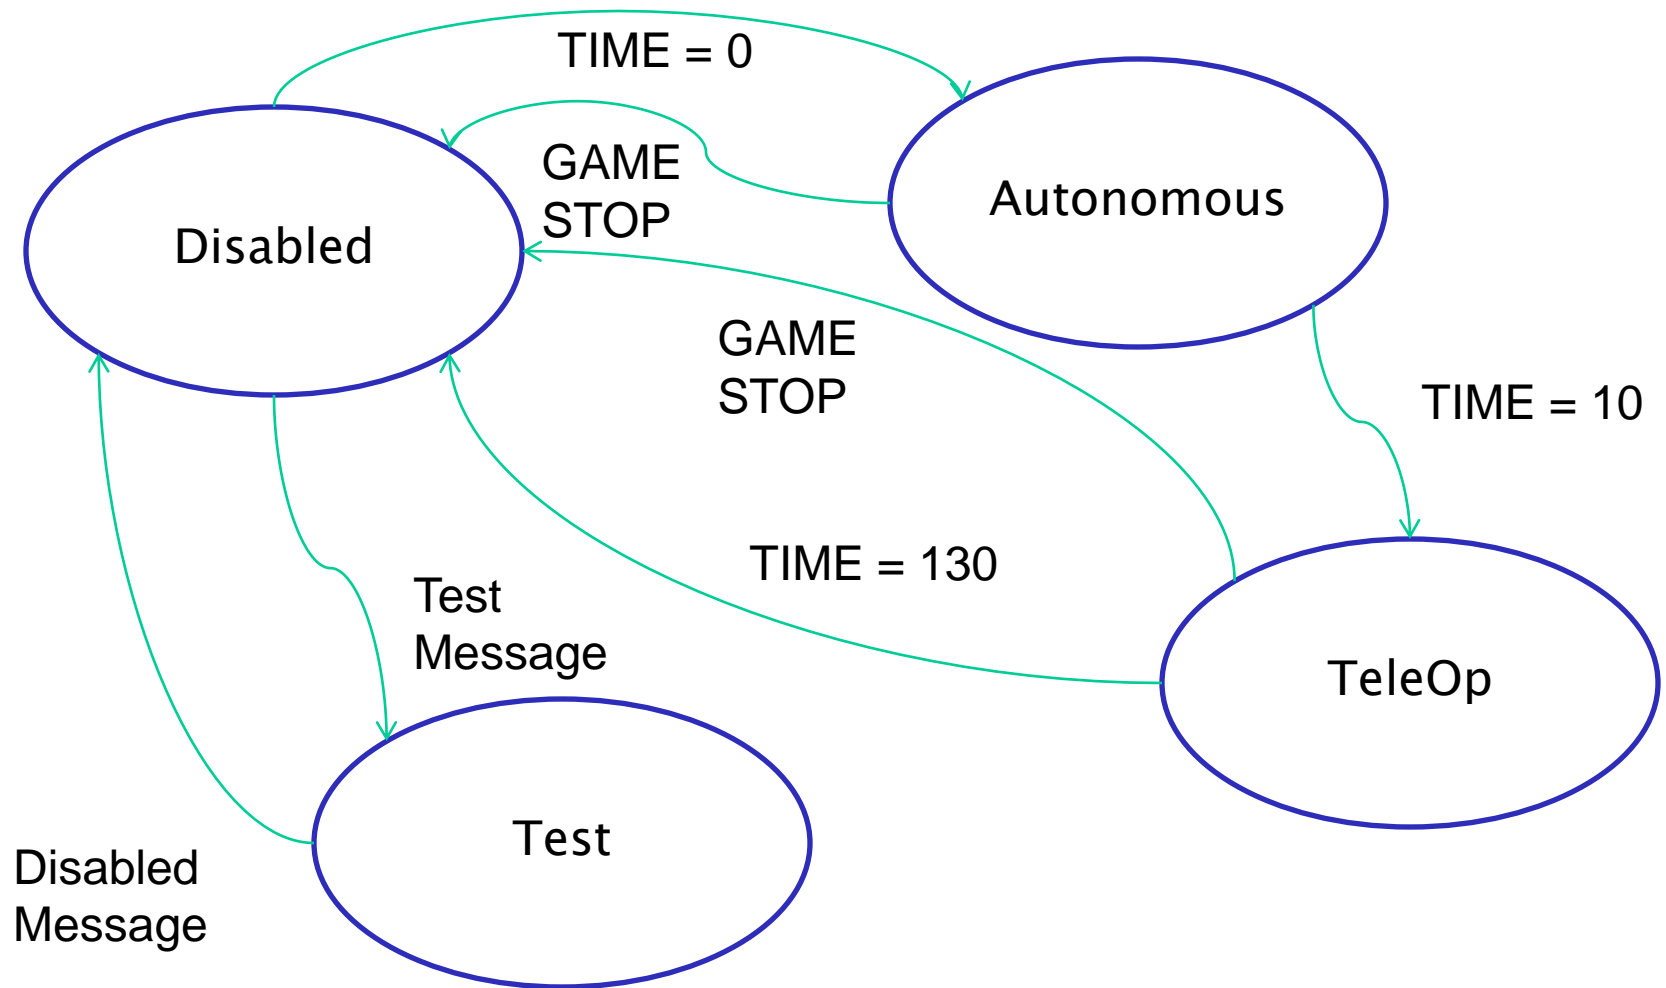 TIME = 0
GAME
STOP
Autonomous
Disabled
GAME
STOP
TIME = 10
TIME = 130
Test
Message
TeleOp
Test
Disabled
Message